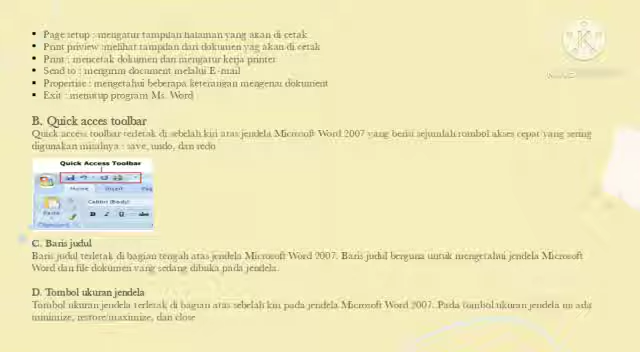 ▪ Page setup : mengatur tampilan halaman yang akan di cetak
▪ Print priview :melihat tampilan dari dokumen yag akan di cetak
▪ Print : mencetak dokumen dan mengatur kerja printer
▪ Send to : mengirim document melalui E-mail
▪ Propertise : mengetahui beberapa keterangan mengenai dokument
▪ Exit : menutup program Ms. Word
B. Quick acces toolbar
Quick access toolbar terletak di sebelah kiri atas jendela Microsoft Word 2007 yang berisi sejumlah tombol akses cepat yang sering
digunakan misalnya : save, undo, dan redo
Quick Access Toolbar
Home Insert Pag
Paste Calibri (Body)
B I U abc
Clipboard
C. Baris judul
Baris judul terletak di bagian tengah atas jendela Microsoft Word 2007. Baris judul berguna untuk mengetahui jendela Microsoft
Word dan file dokumen yang sedang dibuka pada jendela.
D. Tombol ukuran jendela
Tombol ukuran jendela terletak di bagian atas sebelah kiri pada jendela Microsoft Word 2007. Pada tombol ukuran jendela ini ada
minimize, restore/maximize, dan close
K